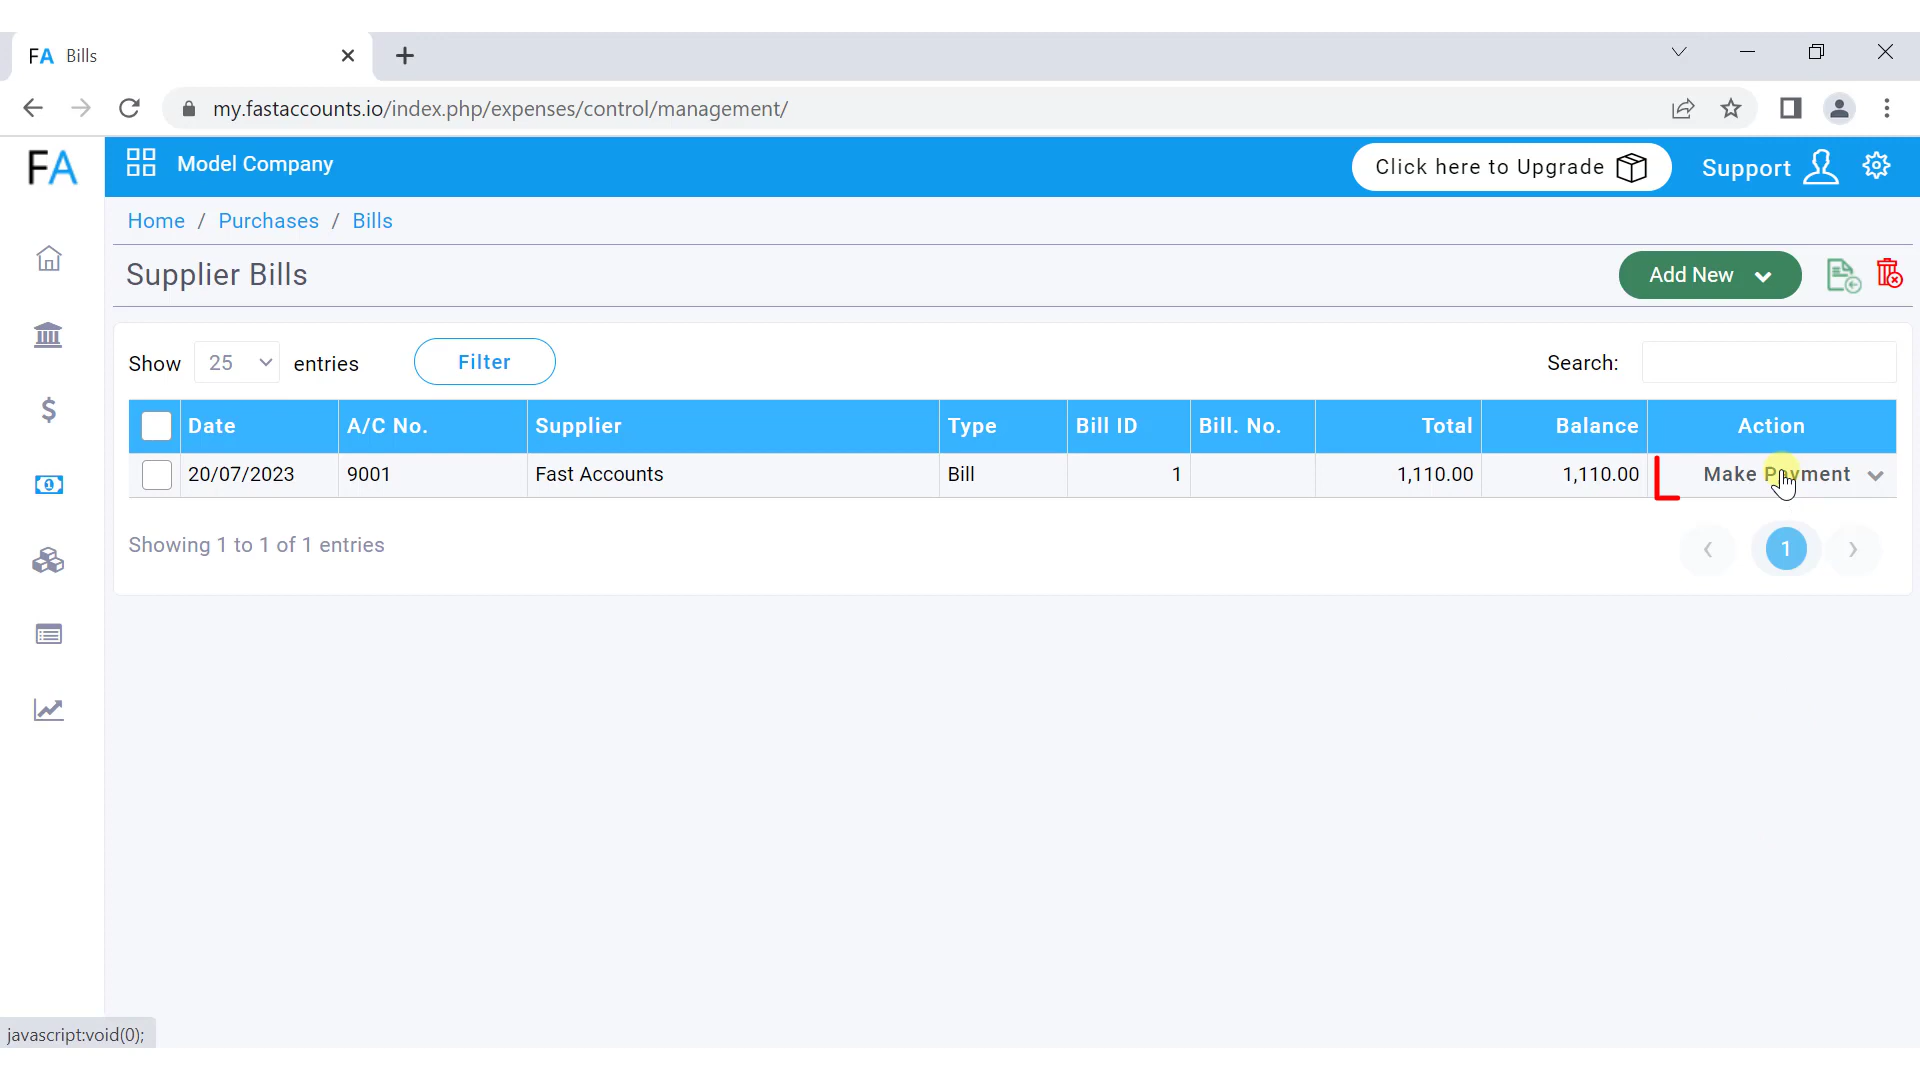 FA Bills
my.fastaccounts.io/index.php/expenses/control/management/
FA
Model Company
Click here to Upgrade
Support
Home / Purchases / Bills
Supplier Bills
Add New
Show 25 entries
Filter
Search:
Date A/C No. Supplier Type Bill ID Bill. No. Total Balance Action
20/07/2023 9001 Fast Accounts Bill 1 1,110.00 1,110.00 Make Payment
Showing 1 to 1 of 1 entries
‹ 1 ›
javascript:void(0);